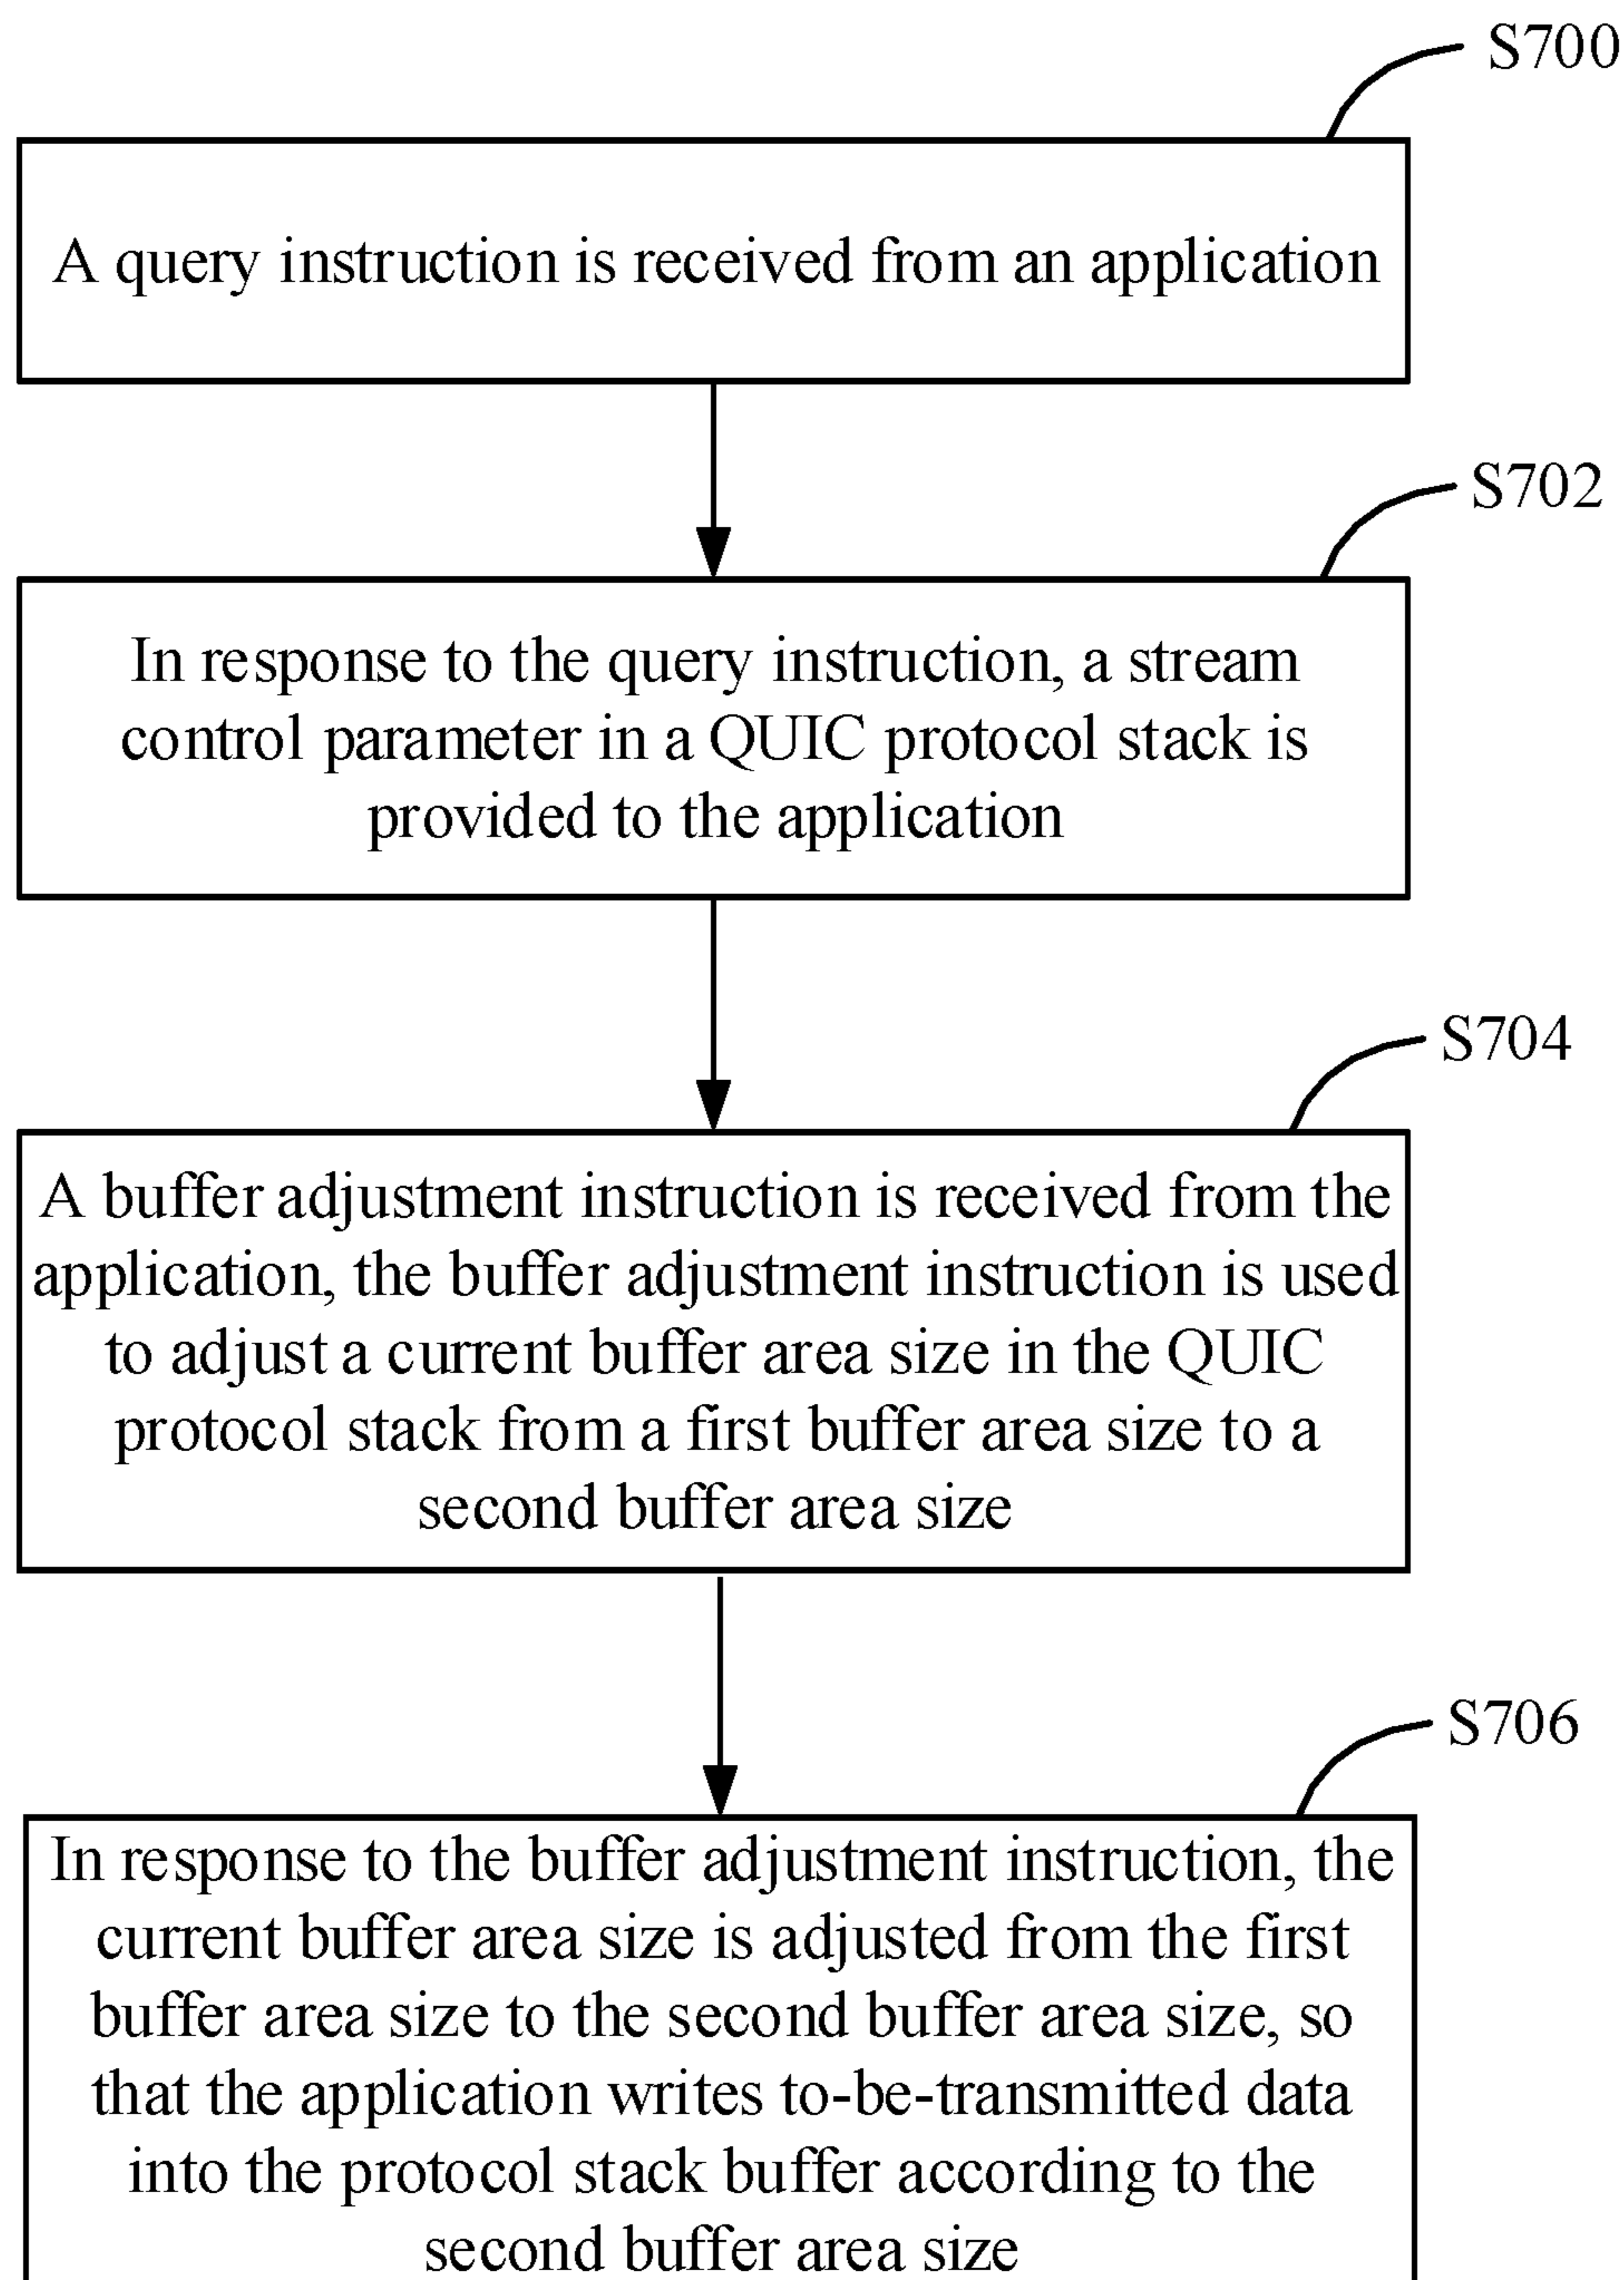 S700
A query instruction is received from an application
S702
In response to the query instruction, a stream
control parameter in a QUIC protocol stack is
provided to the application
S704
A buffer adjustment instruction is received from the
application, the buffer adjustment instruction is used
to adjust a current buffer area size in the QUIC
protocol stack from a first buffer area size to a
second buffer area size
S706
In response to the buffer adjustment instruction, the
current buffer area size is adjusted from the first
buffer area size to the second buffer area size, so
that the application writes to-be-transmitted data
into the protocol stack buffer according to the
second buffer area size